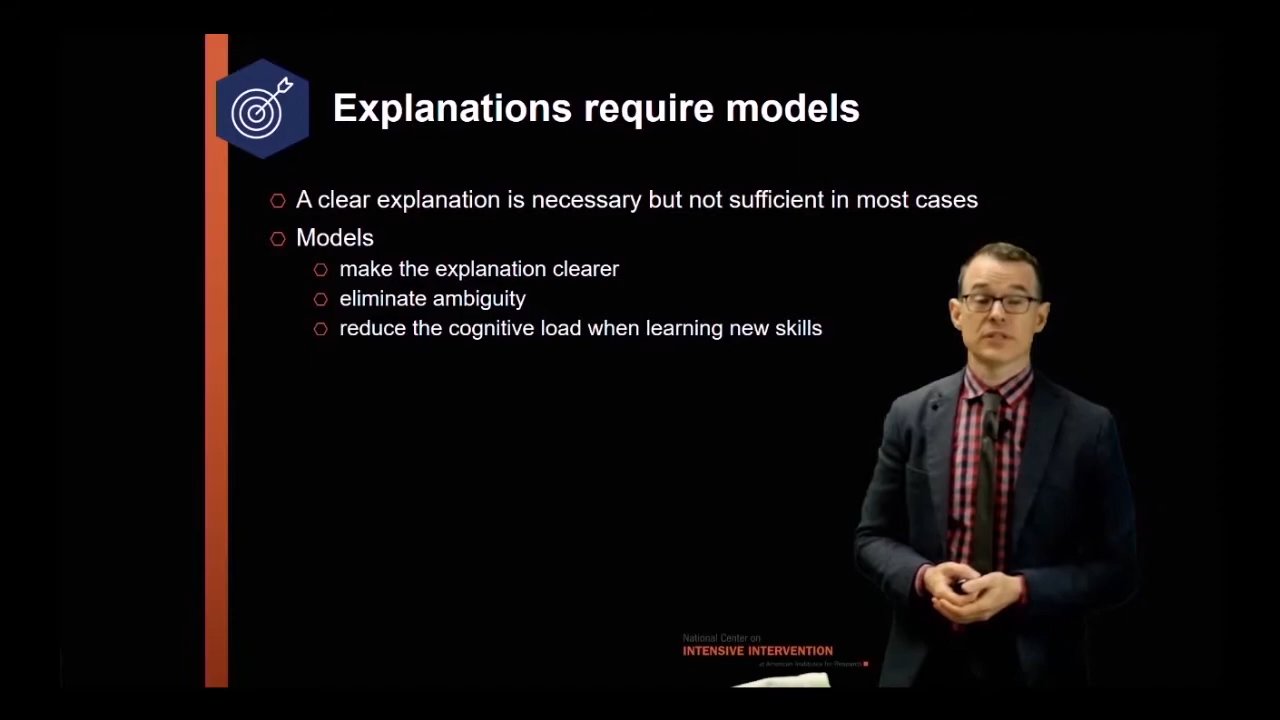 Explanations require models
A clear explanation is necessary but not sufficient in most cases
Models
make the explanation clearer
eliminate ambiguity
reduce the cognitive load when learning new skills
National Center on
INTENSIVE INTERVENTION
at American Institutes for Research